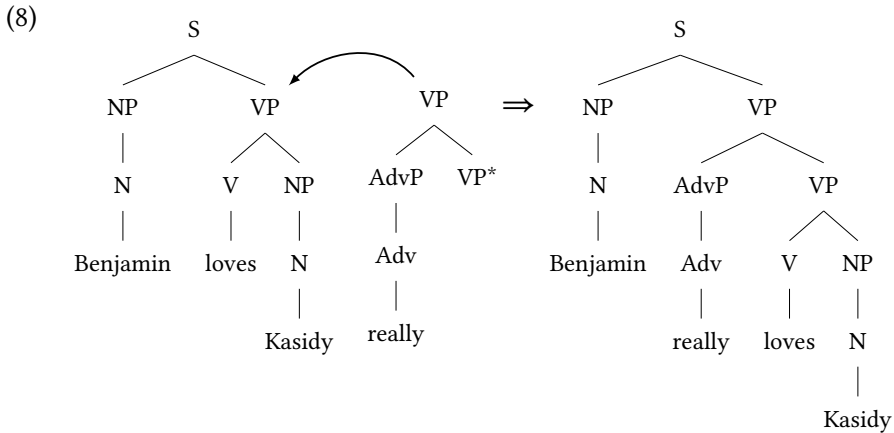 (8)
S S
NP VP VP ⇒ NP VP
N V NP AdvP VP* N AdvP VP
Benjamin loves N Adv Benjamin Adv V NP
Kasidy really really loves N
Kasidy